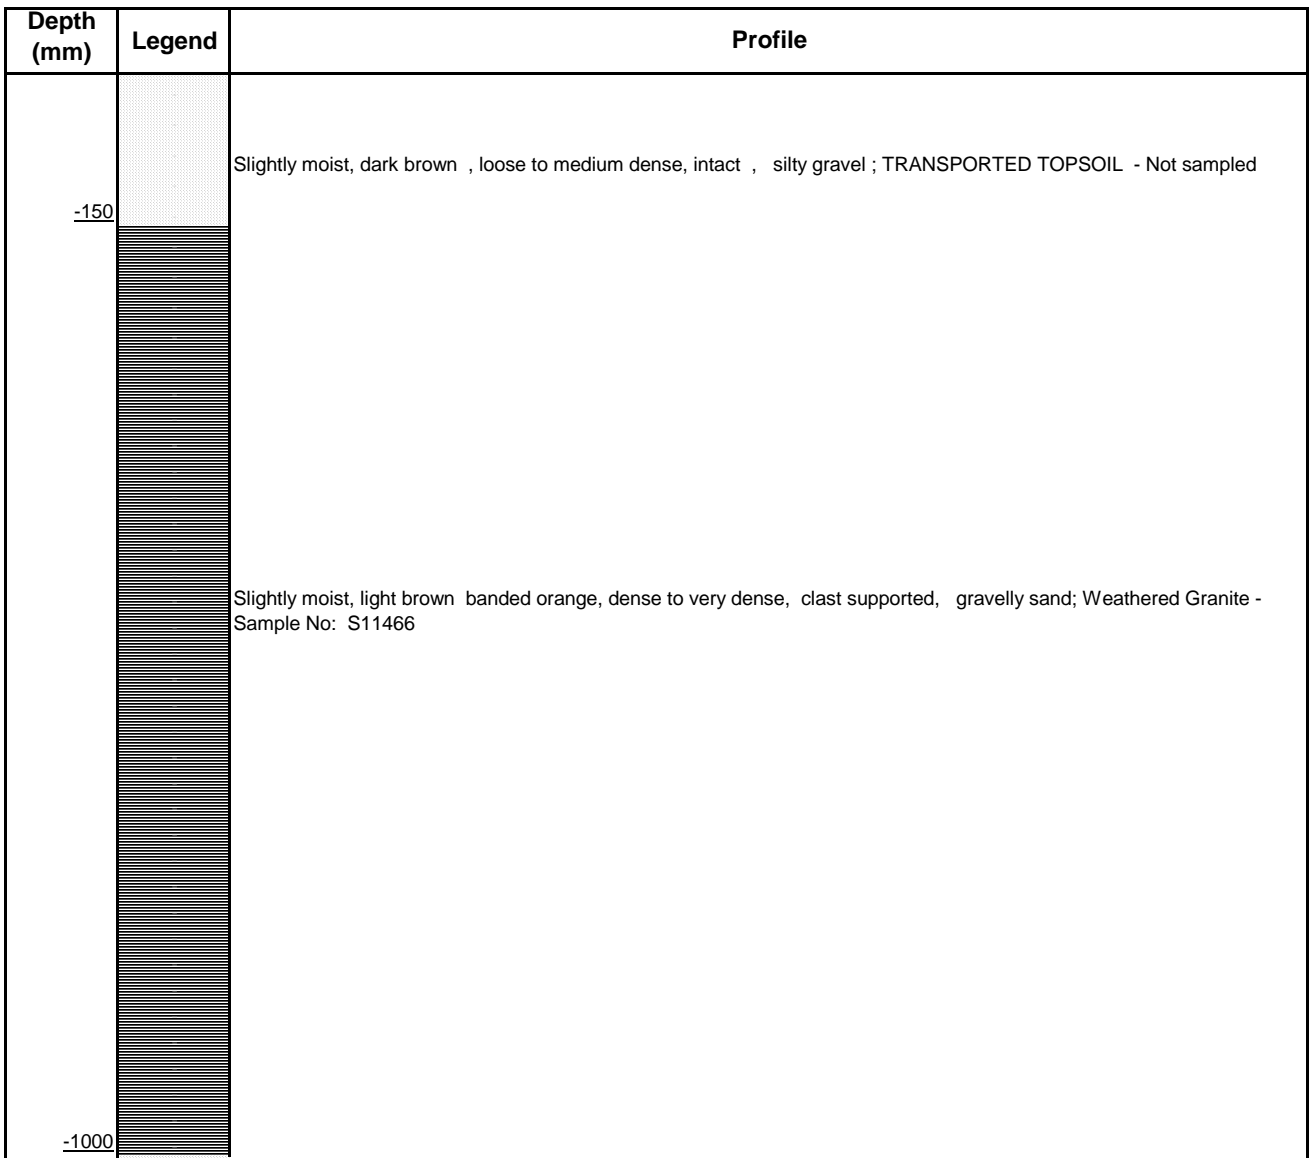 Depth
(mm)
Legend
Profile
Slightly moist, dark brown , loose to medium dense, intact , silty gravel ; TRANSPORTED TOPSOIL - Not sampled
-150
Slightly moist, light brown banded orange, dense to very dense, clast supported, gravelly sand; Weathered Granite -
Sample No: S11466
-1000